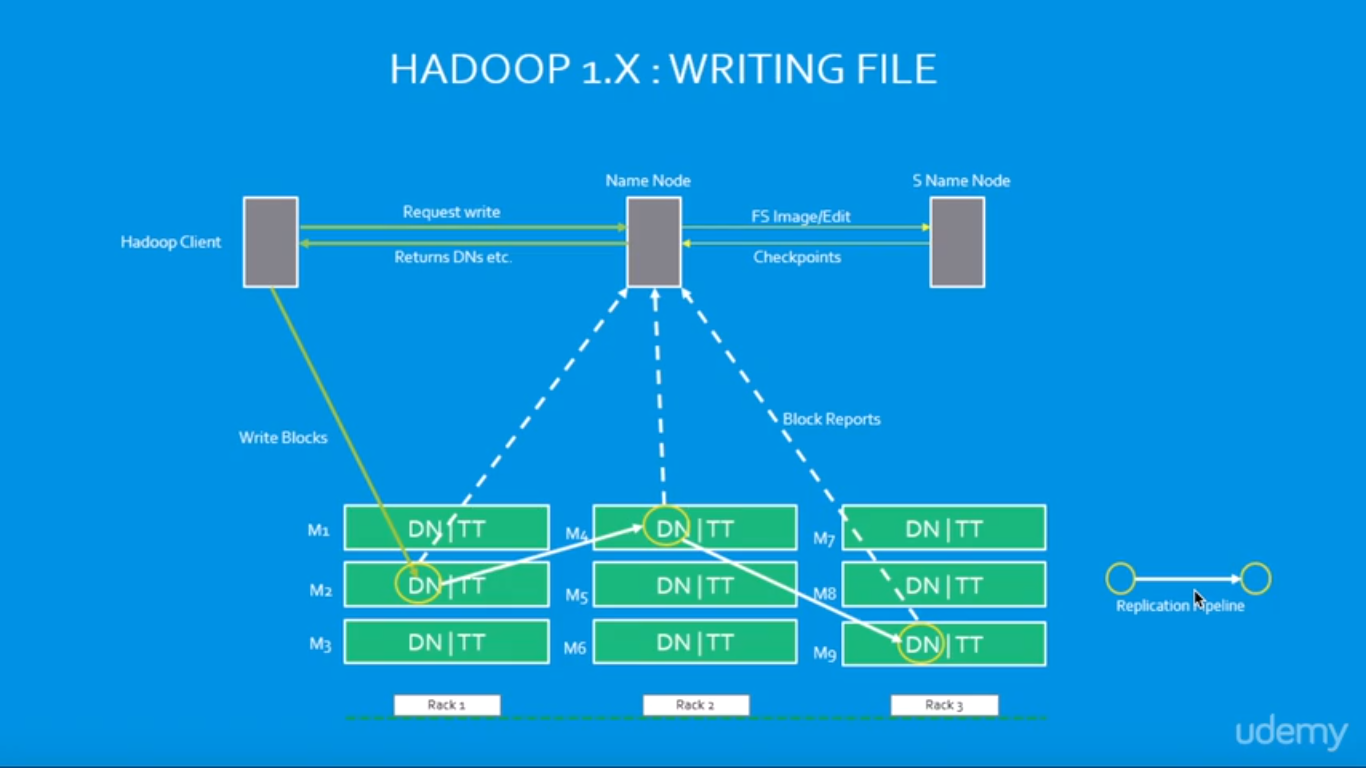 HADOOP 1.X : WRITING FILE
Name Node
S Name Node
Request write
FS Image/Edit
Hadoop Client
Returns DNs etc.
Checkpoints
Block Reports
Write Blocks
M1
DN|TT
M4
DN|TT
M7
DN|TT
M2
DN|TT
M5
DN|TT
M8
DN|TT
M3
DN|TT
M6
DN|TT
M9
DN|TT
Replication Pipeline
Rack 1
Rack 2
Rack 3
udemy